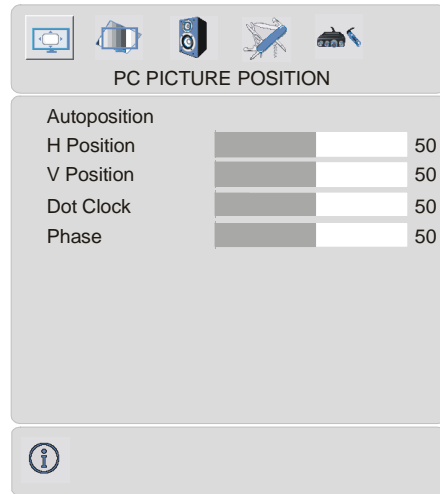 PC PICTURE POSITION
Autoposition
H Position 50
V Position 50
Dot Clock 50
Phase 50